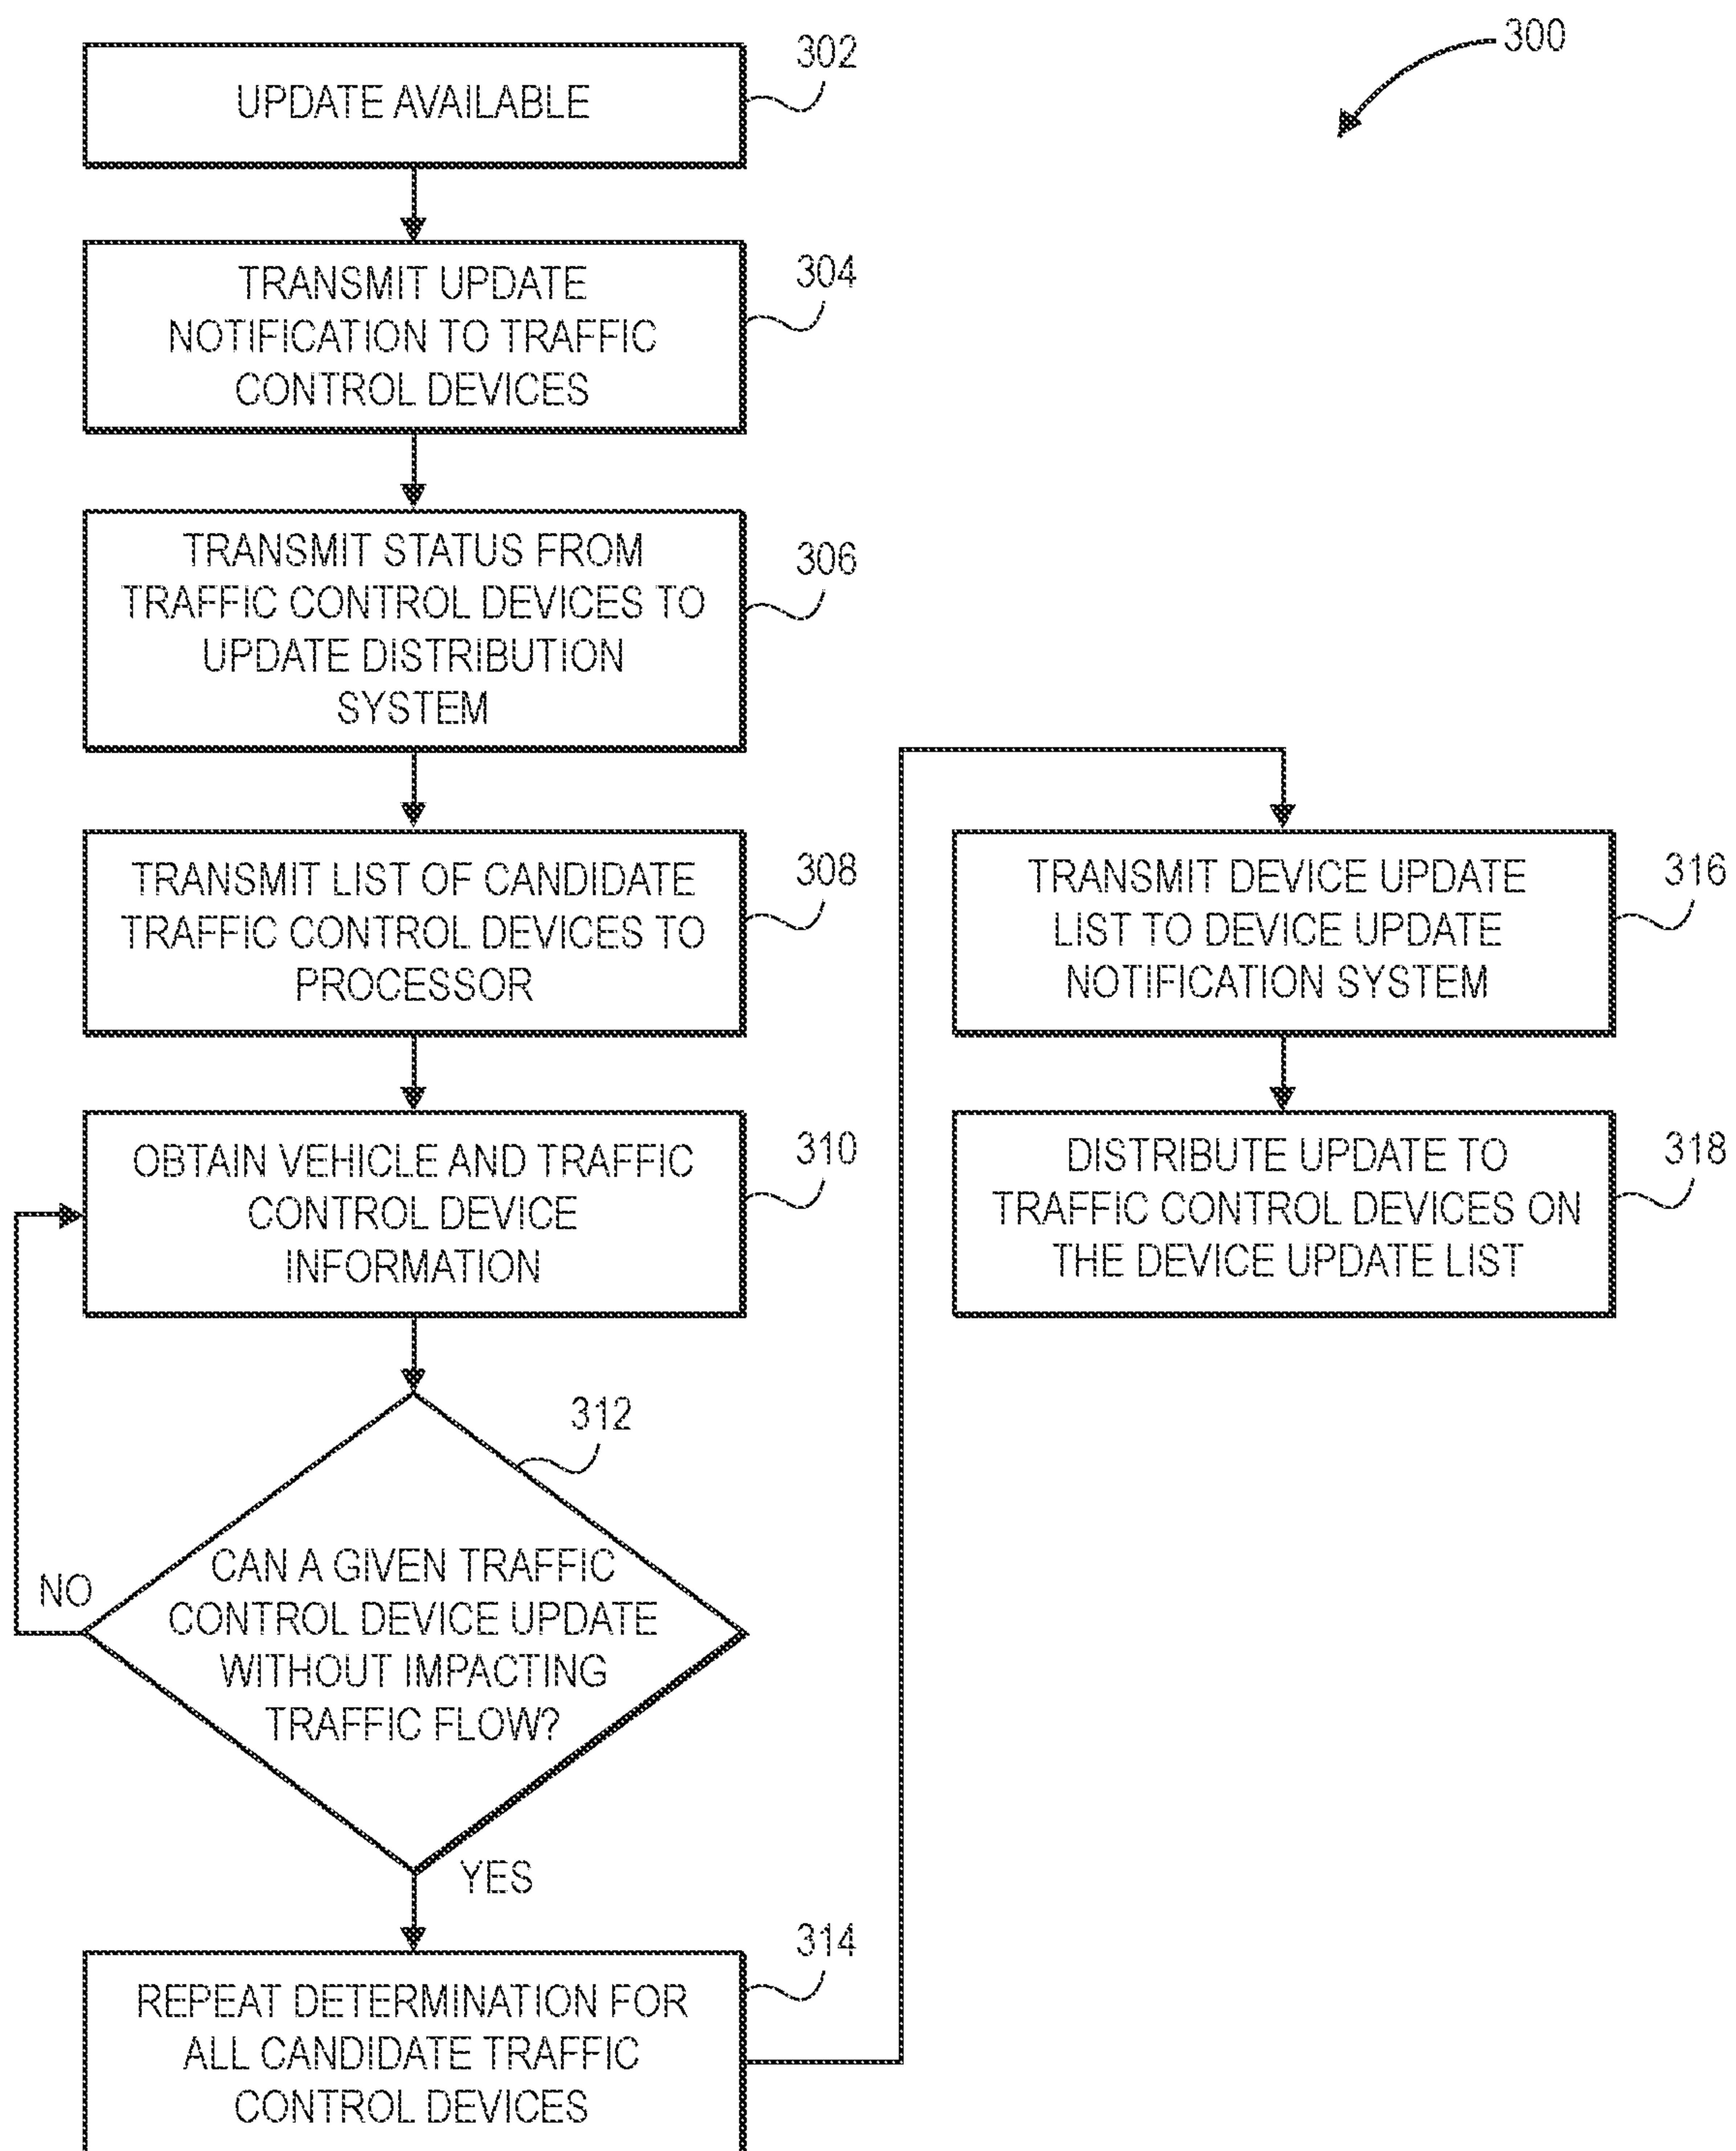 300
302
UPDATE AVAILABLE
304
TRANSMIT UPDATE
NOTIFICATION TO TRAFFIC
CONTROL DEVICES
306
TRANSMIT STATUS FROM
TRAFFIC CONTROL DEVICES TO
UPDATE DISTRIBUTION
SYSTEM
308
TRANSMIT LIST OF CANDIDATE
TRAFFIC CONTROL DEVICES TO
PROCESSOR
310
OBTAIN VEHICLE AND TRAFFIC
CONTROL DEVICE
INFORMATION
312
CAN A GIVEN TRAFFIC
CONTROL DEVICE UPDATE
WITHOUT IMPACTING
TRAFFIC FLOW?
NO
YES
314
REPEAT DETERMINATION FOR
ALL CANDIDATE TRAFFIC
CONTROL DEVICES
316
TRANSMIT DEVICE UPDATE
LIST TO DEVICE UPDATE
NOTIFICATION SYSTEM
318
DISTRIBUTE UPDATE TO
TRAFFIC CONTROL DEVICES ON
THE DEVICE UPDATE LIST